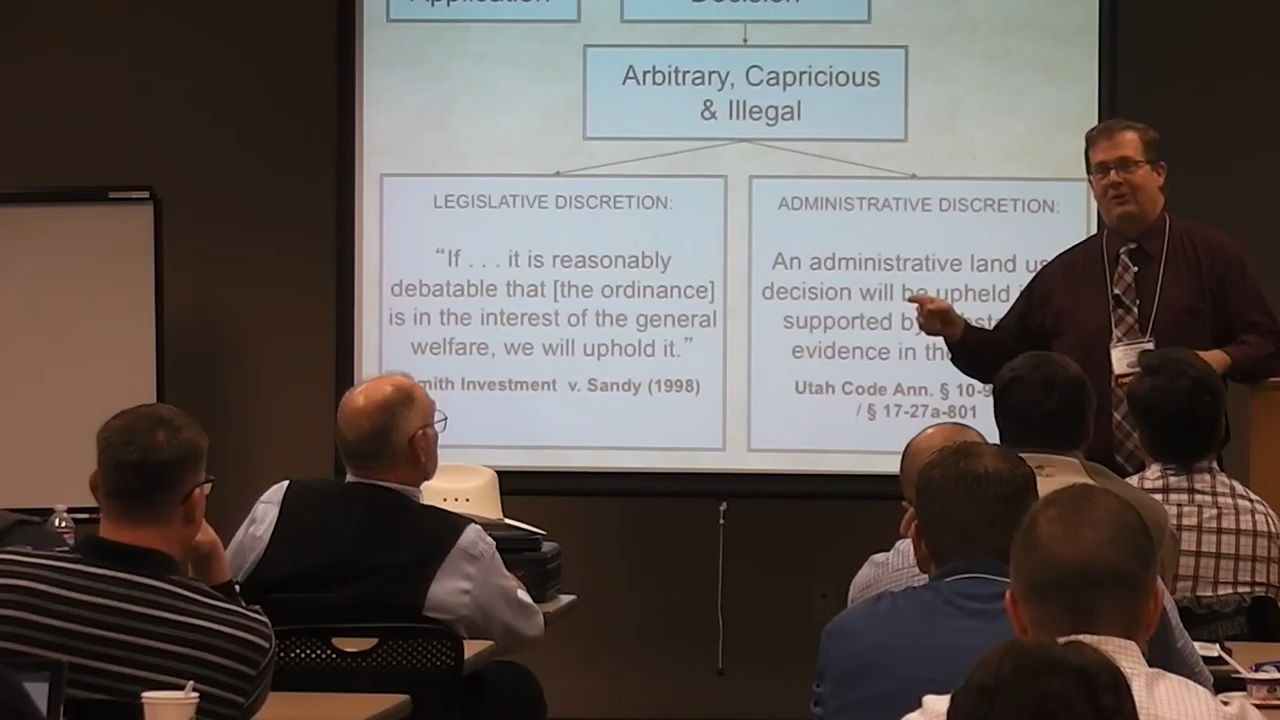 Application
Decision
Arbitrary, Capricious
& Illegal
LEGISLATIVE DISCRETION:
“If . . . it is reasonably
debatable that [the ordinance]
is in the interest of the general
welfare, we will uphold it.”
mith Investment v. Sandy (1998)
ADMINISTRATIVE DISCRETION:
An administrative land us
decision will be upheld
supported by
evidence in the
Utah Code Ann. § 10-9
/ § 17-27a-801